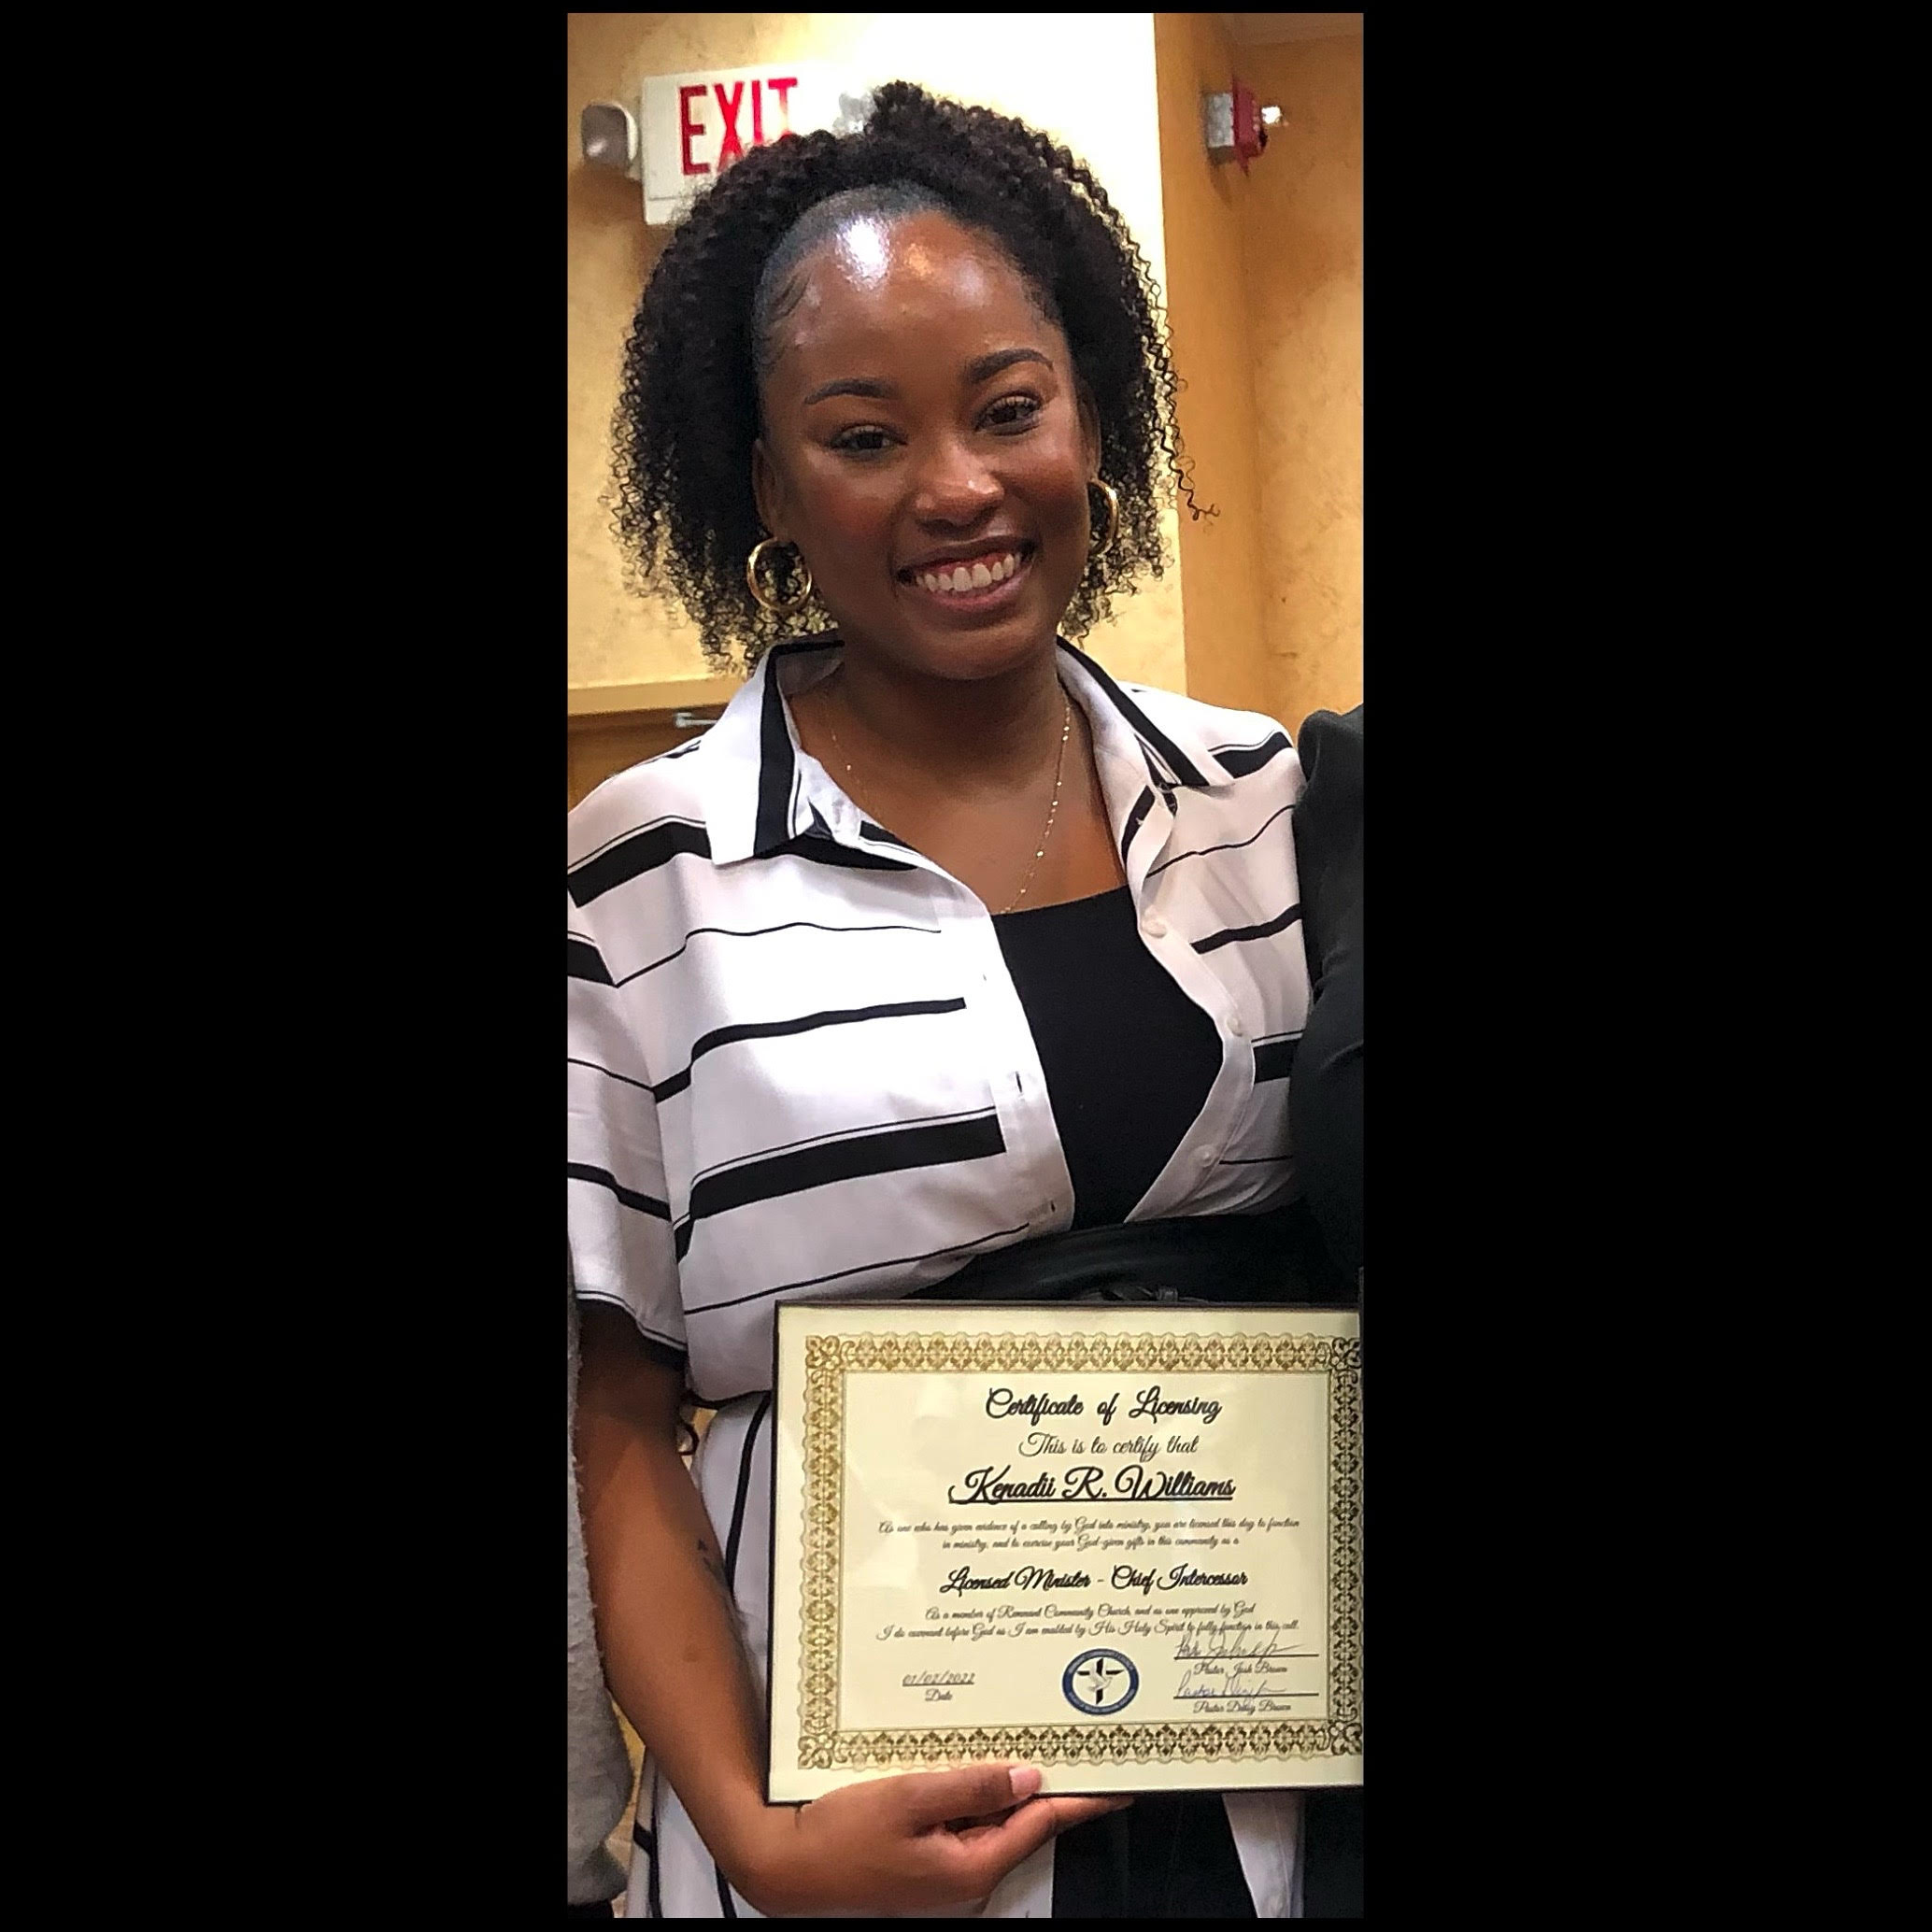 EXIT
Certificate of Licensing
This is to certify that
Kenadii R. Williams
As one who has given evidence of a calling by God into ministry, you are licensed this day to function
in ministry, and to exercise your God-given gifts in this community as a
Licensed Minister - Chief Intercessor
As a member of Remnant Community Church, and as one approved by God
I do covenant before God as I am enabled by His Holy Spirit to fully function in this call.
01/02/2022
Date
Pastor Josh Brown
Pastor
Pastor Brown